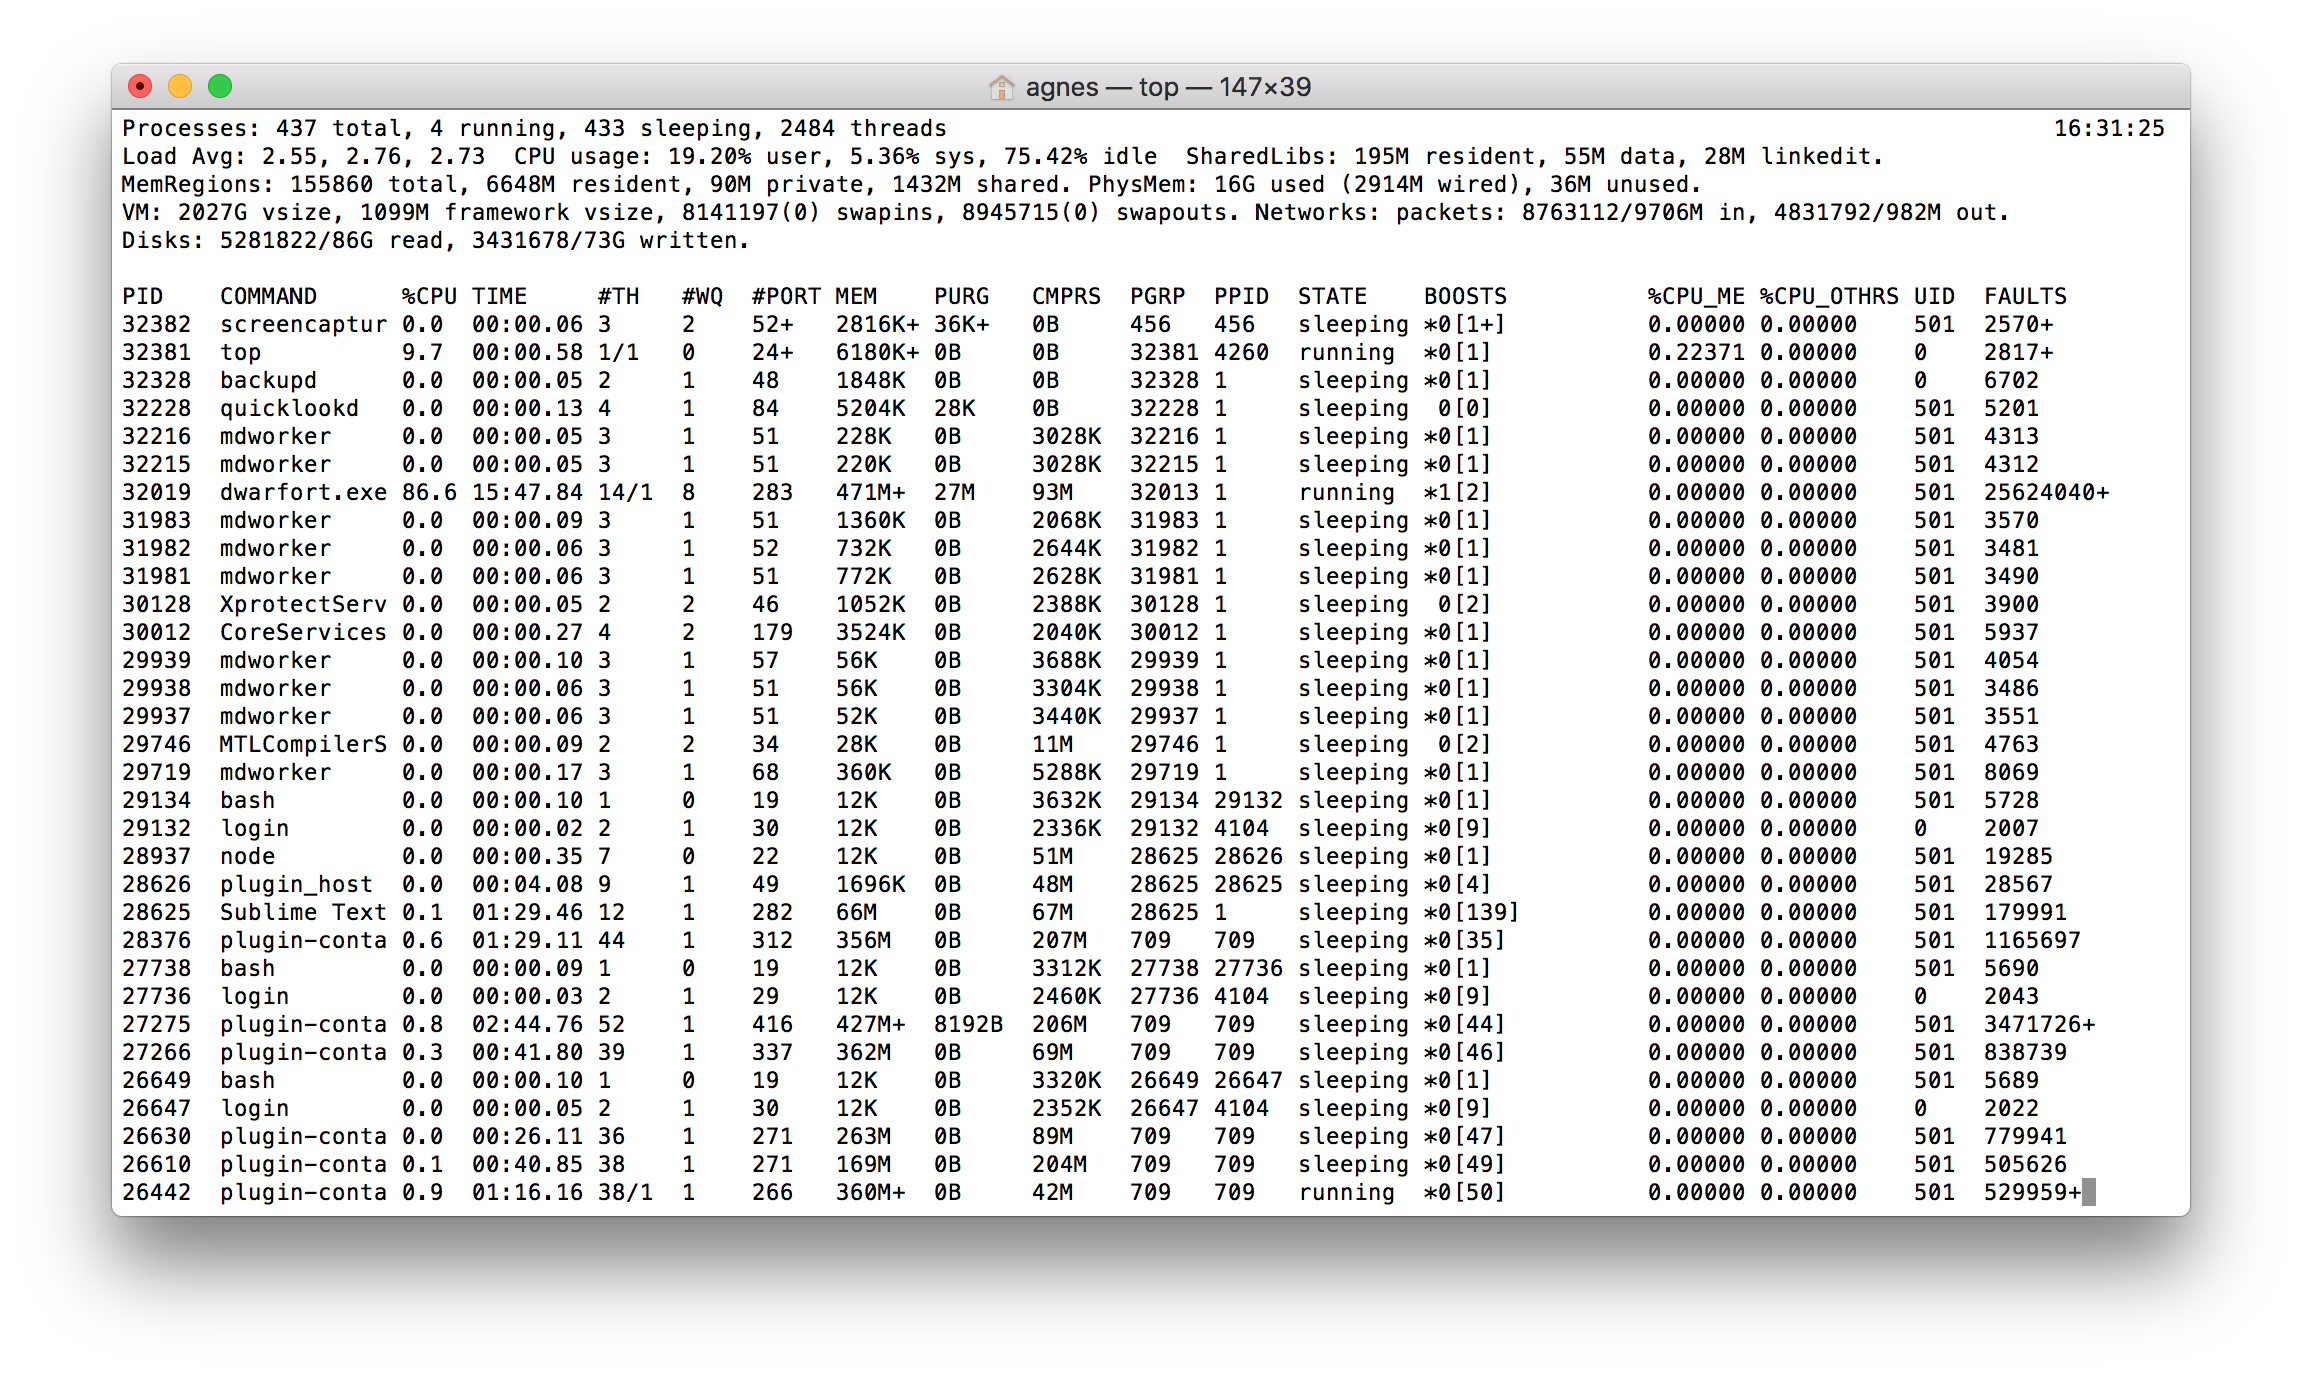 agnes — top — 147×39
Processes: 437 total, 4 running, 433 sleeping, 2484 threads 16:31:25
Load Avg: 2.55, 2.76, 2.73 CPU usage: 19.20% user, 5.36% sys, 75.42% idle SharedLibs: 195M resident, 55M data, 28M linkedit.
MemRegions: 155860 total, 6648M resident, 90M private, 1432M shared. PhysMem: 16G used (2914M wired), 36M unused.
VM: 2027G vsize, 1099M framework vsize, 8141197(0) swapins, 8945715(0) swapouts. Networks: packets: 8763112/9706M in, 4831792/982M out.
Disks: 5281822/86G read, 3431678/73G written.
PID COMMAND %CPU TIME #TH #WQ #PORT MEM PURG CMPRS PGRP PPID STATE BOOSTS %CPU_ME %CPU_OTHRS UID FAULTS
32382 screencaptur 0.0 00:00.06 3 2 52+ 2816K+ 36K+ 0B 456 456 sleeping *0[1+] 0.00000 0.00000 501 2570+
32381 top 9.7 00:00.58 1/1 0 24+ 6180K+ 0B 0B 32381 4260 running *0[1] 0.22371 0.00000 0 2817+
32328 backupd 0.0 00:00.05 2 1 48 1848K 0B 0B 32328 1 sleeping *0[1] 0.00000 0.00000 0 6702
32228 quicklookd 0.0 00:00.13 4 1 84 5204K 28K 0B 32228 1 sleeping 0[0] 0.00000 0.00000 501 5201
32216 mdworker 0.0 00:00.05 3 1 51 228K 0B 3028K 32216 1 sleeping *0[1] 0.00000 0.00000 501 4313
32215 mdworker 0.0 00:00.05 3 1 51 220K 0B 3028K 32215 1 sleeping *0[1] 0.00000 0.00000 501 4312
32019 dwarfort.exe 86.6 15:47.84 14/1 8 283 471M+ 27M 93M 32013 1 running *1[2] 0.00000 0.00000 501 25624040+
31983 mdworker 0.0 00:00.09 3 1 51 1360K 0B 2068K 31983 1 sleeping *0[1] 0.00000 0.00000 501 3570
31982 mdworker 0.0 00:00.06 3 1 52 732K 0B 2644K 31982 1 sleeping *0[1] 0.00000 0.00000 501 3481
31981 mdworker 0.0 00:00.06 3 1 51 772K 0B 2628K 31981 1 sleeping *0[1] 0.00000 0.00000 501 3490
30128 XprotectServ 0.0 00:00.05 2 2 46 1052K 0B 2388K 30128 1 sleeping 0[2] 0.00000 0.00000 501 3900
30012 CoreServices 0.0 00:00.27 4 2 179 3524K 0B 2040K 30012 1 sleeping *0[1] 0.00000 0.00000 501 5937
29939 mdworker 0.0 00:00.10 3 1 57 56K 0B 3688K 29939 1 sleeping *0[1] 0.00000 0.00000 501 4054
29938 mdworker 0.0 00:00.06 3 1 51 56K 0B 3304K 29938 1 sleeping *0[1] 0.00000 0.00000 501 3486
29937 mdworker 0.0 00:00.06 3 1 51 52K 0B 3440K 29937 1 sleeping *0[1] 0.00000 0.00000 501 3551
29746 MTLCompilerS 0.0 00:00.09 2 2 34 28K 0B 11M 29746 1 sleeping 0[2] 0.00000 0.00000 501 4763
29719 mdworker 0.0 00:00.17 3 1 68 360K 0B 5288K 29719 1 sleeping *0[1] 0.00000 0.00000 501 8069
29134 bash 0.0 00:00.10 1 0 19 12K 0B 3632K 29134 29132 sleeping *0[1] 0.00000 0.00000 501 5728
29132 login 0.0 00:00.02 2 1 30 12K 0B 2336K 29132 4104 sleeping *0[9] 0.00000 0.00000 0 2007
28937 node 0.0 00:00.35 7 0 22 12K 0B 51M 28625 28626 sleeping *0[1] 0.00000 0.00000 501 19285
28626 plugin_host 0.0 00:04.08 9 1 49 1696K 0B 48M 28625 28625 sleeping *0[4] 0.00000 0.00000 501 28567
28625 Sublime Text 0.1 01:29.46 12 1 282 66M 0B 67M 28625 1 sleeping *0[139] 0.00000 0.00000 501 179991
28376 plugin-conta 0.6 01:29.11 44 1 312 356M 0B 207M 709 709 sleeping *0[35] 0.00000 0.00000 501 1165697
27738 bash 0.0 00:00.09 1 0 19 12K 0B 3312K 27738 27736 sleeping *0[1] 0.00000 0.00000 501 5690
27736 login 0.0 00:00.03 2 1 29 12K 0B 2460K 27736 4104 sleeping *0[9] 0.00000 0.00000 0 2043
27275 plugin-conta 0.8 02:44.76 52 1 416 427M+ 8192B 206M 709 709 sleeping *0[44] 0.00000 0.00000 501 3471726+
27266 plugin-conta 0.3 00:41.80 39 1 337 362M 0B 69M 709 709 sleeping *0[46] 0.00000 0.00000 501 838739
26649 bash 0.0 00:00.10 1 0 19 12K 0B 3320K 26649 26647 sleeping *0[1] 0.00000 0.00000 501 5689
26647 login 0.0 00:00.05 2 1 30 12K 0B 2352K 26647 4104 sleeping *0[9] 0.00000 0.00000 0 2022
26630 plugin-conta 0.0 00:26.11 36 1 271 263M 0B 89M 709 709 sleeping *0[47] 0.00000 0.00000 501 779941
26610 plugin-conta 0.1 00:40.85 38 1 271 169M 0B 204M 709 709 sleeping *0[49] 0.00000 0.00000 501 505626
26442 plugin-conta 0.9 01:16.16 38/1 1 266 360M+ 0B 42M 709 709 running *0[50] 0.00000 0.00000 501 529959+